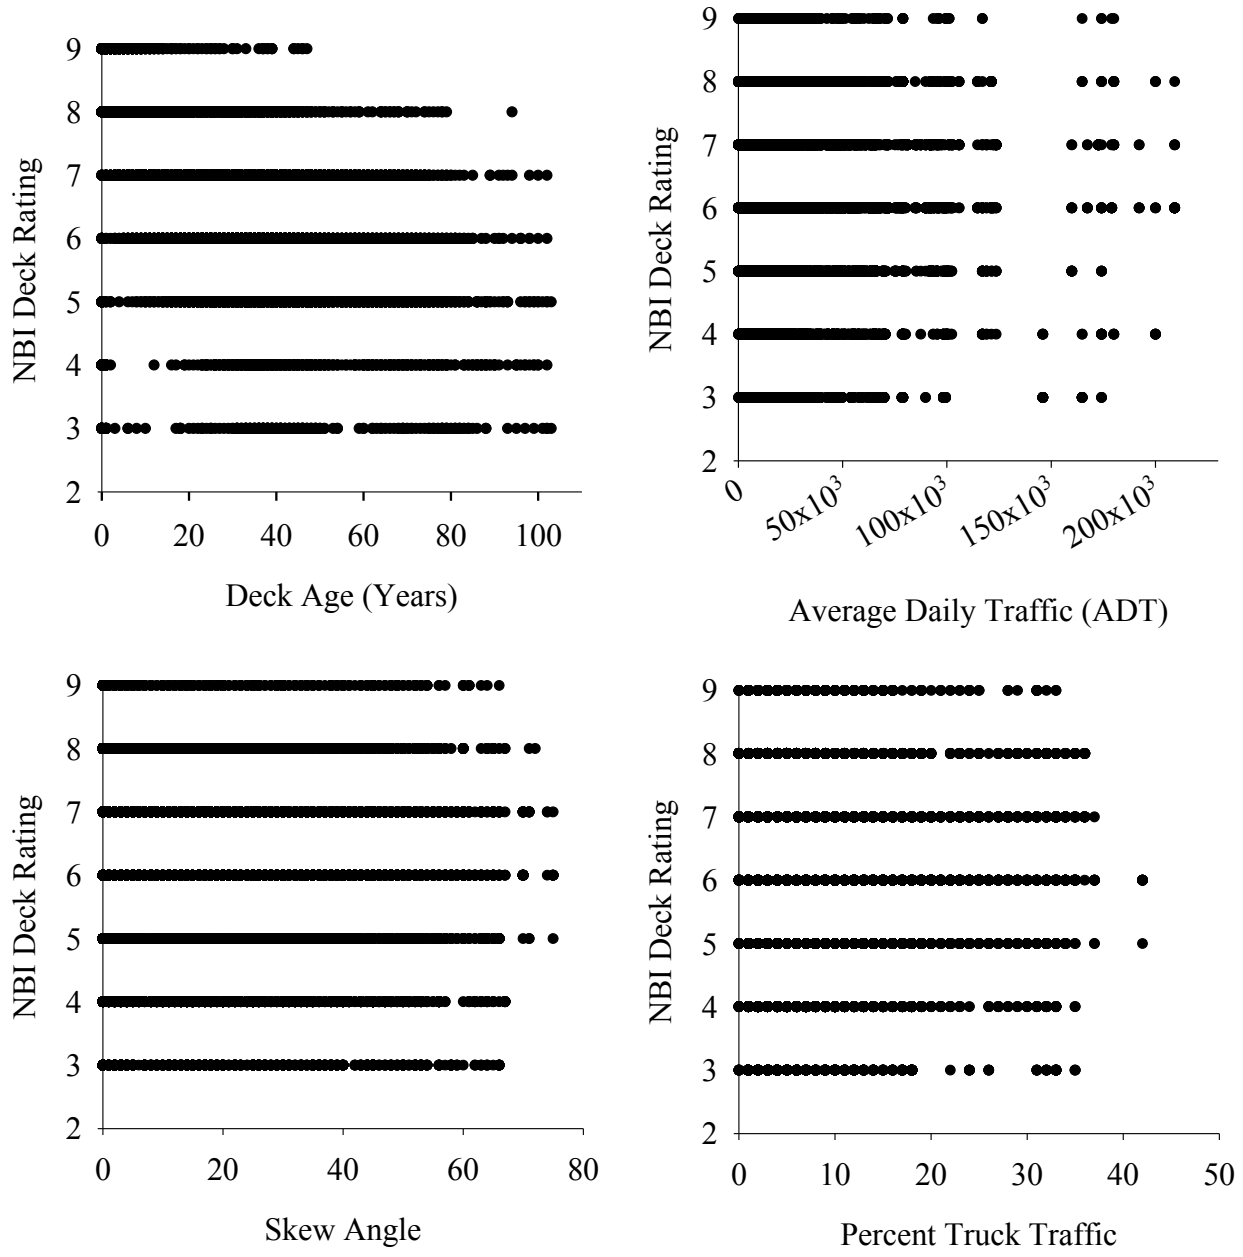 9
8
7
6
5
4
3
2
NBI Deck Rating
0 20 40 60 80 100
Deck Age (Years)
9
8
7
6
5
4
3
2
NBI Deck Rating
0 50x10³ 100x10³ 150x10³ 200x10³
Average Daily Traffic (ADT)
9
8
7
6
5
4
3
2
NBI Deck Rating
0 20 40 60 80
Skew Angle
9
8
7
6
5
4
3
2
NBI Deck Rating
0 10 20 30 40 50
Percent Truck Traffic